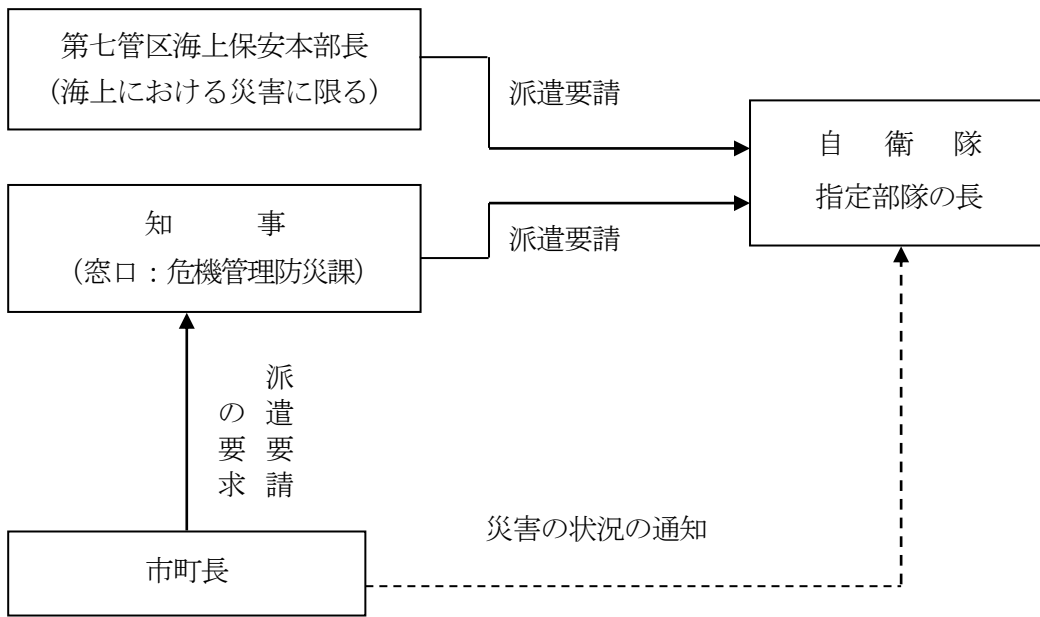 第七管区海上保安本部長
（海上における災害に限る）
派遣要請
自　衛　隊
指定部隊の長
知　　　事
（窓口：危機管理防災課）
派遣要請
派遣要請
の要求
災害の状況の通知
市町長